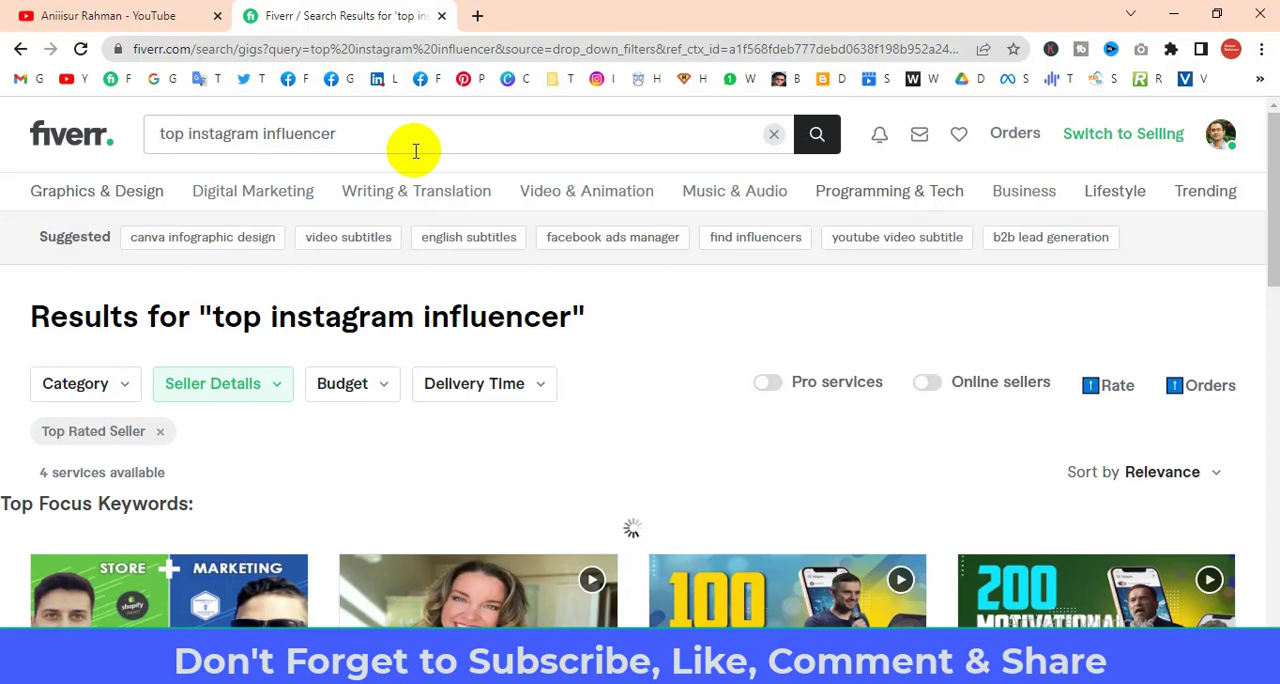 Aniiisur Rahman - YouTube
Fiverr / Search Results for 'top ins
fiverr.com/search/gigs?query=top%20instagram%20influencer&source=drop_down_filters&ref_ctx_id=a1f568fdeb777debd0638f198b952a24...
G Y F G T T F G L F P C T I H H 1 W B D S W D S T S R V »
fiverr.
top instagram influencer
Orders
Switch to Selling
Graphics & Design Digital Marketing Writing & Translation Video & Animation Music & Audio Programming & Tech Business Lifestyle Trending
Suggested canva infographic design video subtitles english subtitles facebook ads manager find influencers youtube video subtitle b2b lead generation
Results for "top instagram influencer"
Category Seller Details Budget Delivery Time Pro services Online sellers ⬆Rate ⬆Orders
Top Rated Seller ×
4 services available
Sort by Relevance
Top Focus Keywords:
STORE + MARKETING
shopify
100
200
MOTIVATIONAL
Don't Forget to Subscribe, Like, Comment & Share